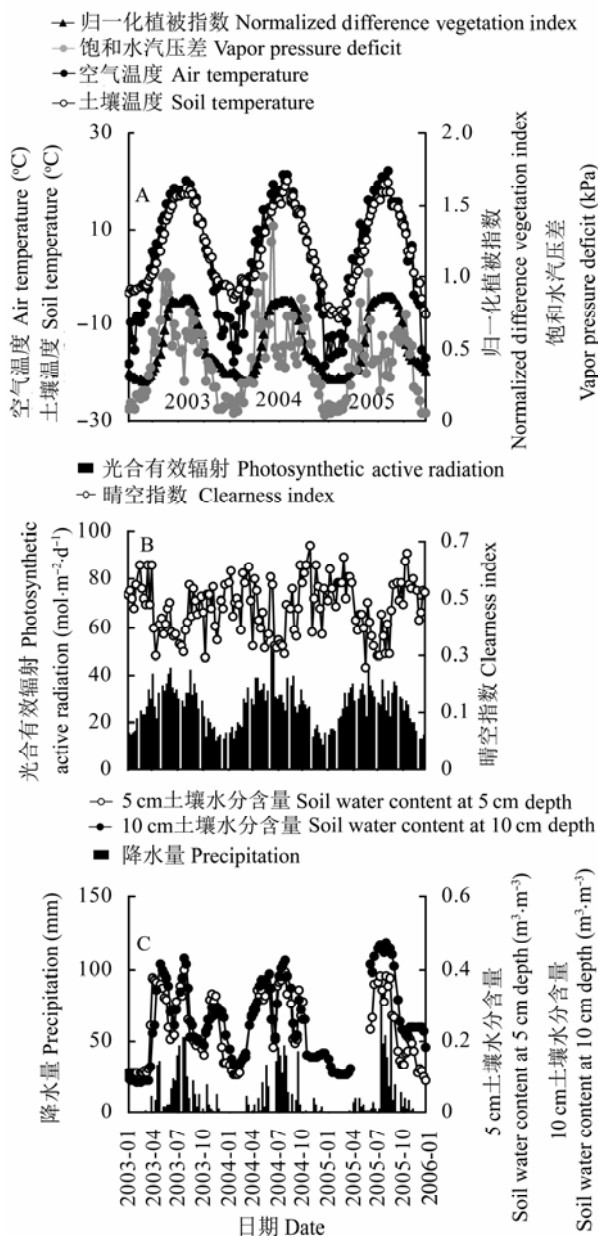 归一化植被指数 Normalized difference vegetation index
饱和水汽压差 Vapor pressure deficit
空气温度 Air temperature
土壤温度 Soil temperature
空气温度 Air temperature (°C)
土壤温度 Soil temperature (°C)
30
10
−10
−30
A
2003
2004
2005
2.0
1.5
1.0
0.5
0
归一化植被指数
Normalized difference vegetation index
饱和水汽压差
Vapor pressure deficit (kPa)
光合有效辐射 Photosynthetic active radiation
晴空指数 Clearness index
光合有效辐射 Photosynthetic
active radiation (mol·m⁻²·d⁻¹)
100
80
60
40
20
0
B
0.7
0.5
0.3
0.1
0
晴空指数 Clearness index
5 cm土壤水分含量 Soil water content at 5 cm depth
10 cm土壤水分含量 Soil water content at 10 cm depth
降水量 Precipitation
降水量 Precipitation (mm)
150
100
50
0
C
0.6
0.4
0.2
0
5 cm土壤水分含量
Soil water content at 5 cm depth (m³·m⁻³)
10 cm土壤水分含量
Soil water content at 10 cm depth (m³·m⁻³)
2003-01
2003-04
2003-07
2003-10
2004-01
2004-04
2004-07
2004-10
2005-01
2005-04
2005-07
2005-10
2006-01
日期 Date